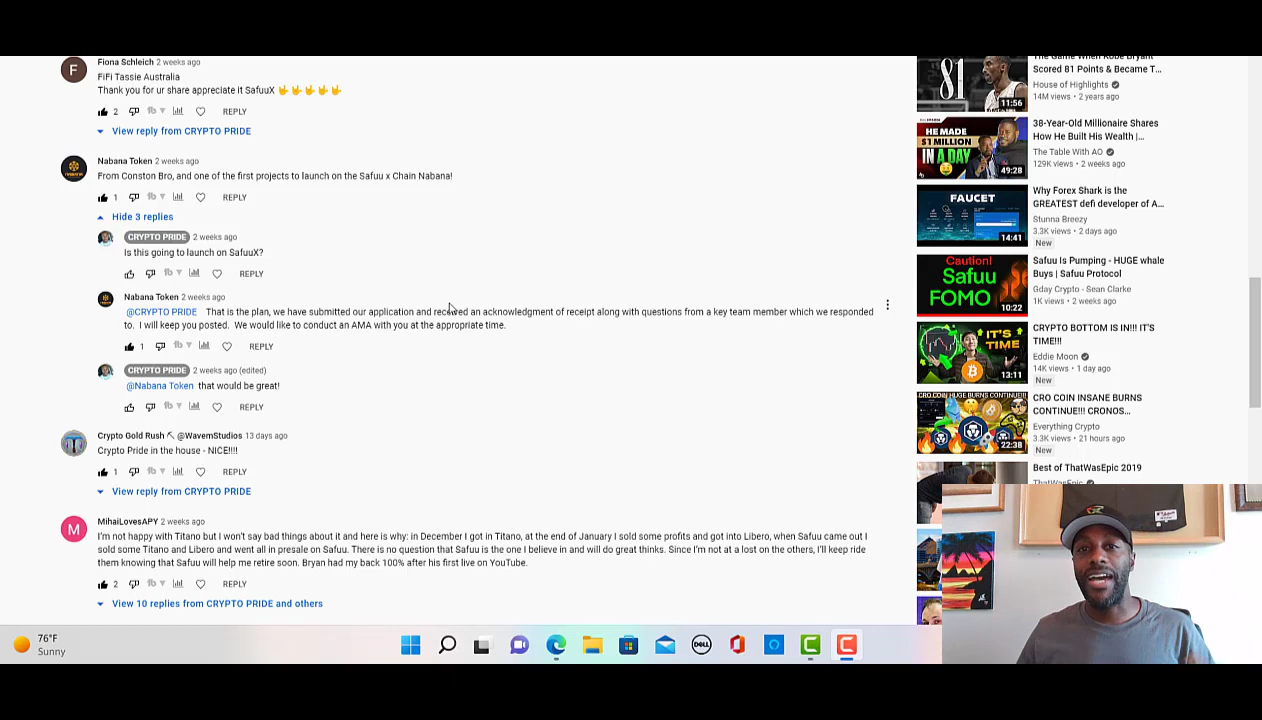 Fiona Schleich 2 weeks ago
F
FiFi Tassie Australia
Thank you for ur share appreciate it SafuuX
2
REPLY
View reply from CRYPTO PRIDE
Nabana Token 2 weeks ago
From Conston Bro, and one of the first projects to launch on the Safuu x Chain Nabana!
1
REPLY
Hide 3 replies
CRYPTO PRIDE 2 weeks ago
Is this going to launch on SafuuX?
REPLY
Nabana Token 2 weeks ago
@CRYPTO PRIDE That is the plan, we have submitted our application and received an acknowledgment of receipt along with questions from a key team member which we responded
to. I will keep you posted. We would like to conduct an AMA with you at the appropriate time.
1
REPLY
CRYPTO PRIDE 2 weeks ago (edited)
@Nabana Token that would be great!
REPLY
Crypto Gold Rush ⛏ @WavemStudios 13 days ago
Crypto Pride in the house - NICE!!!!
1
REPLY
View reply from CRYPTO PRIDE
MihaiLovesAPY 2 weeks ago
M
I'm not happy with Titano but I won't say bad things about it and here is why: in December I got in Titano, at the end of January I sold some profits and got into Libero, when Safuu came out I
sold some Titano and Libero and went all in presale on Safuu. There is no question that Safuu is the one I believe in and will do great thinks. Since I'm not at a lost on the others, I'll keep ride
them knowing that Safuu will help me retire soon. Bryan had my back 100% after his first live on YouTube.
2
REPLY
View 10 replies from CRYPTO PRIDE and others
81
11:56
The Game When Kobe Bryant
Scored 81 Points & Became T...
House of Highlights
14M views • 2 years ago
HE MADE
$1 MILLION
IN A DAY
49:28
38-Year-Old Millionaire Shares
How He Built His Wealth |...
The Table With AO
129K views • 2 weeks ago
FAUCET
14:41
Why Forex Shark is the
GREATEST defi developer of A...
Stunna Breezy
3.3K views • 2 days ago
New
Caution!
Safuu
FOMO
10:22
Safuu Is Pumping - HUGE whale
Buys | Safuu Protocol
Gday Crypto - Sean Clarke
1K views • 2 weeks ago
IT'S
TIME
13:11
CRYPTO BOTTOM IS IN!!! IT'S
TIME!!!
Eddie Moon
14K views • 1 day ago
New
CRO COIN HUGE BURNS CONTINUE!!!
22:38
CRO COIN INSANE BURNS
CONTINUE!!! CRONOS...
Everything Crypto
3.3K views • 21 hours ago
New
Best of ThatWasEpic 2019
ThatWasEpic
76°F
Sunny
DELL